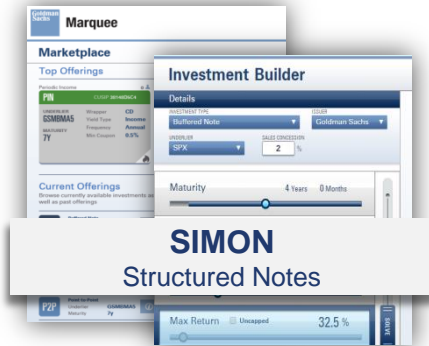 Goldman
Sachs
Marquee
Marketplace
Top Offerings
Periodic Income
PIN
CUSIP
UNDERLIER
GSMBMA5
MATURITY
7Y
Wrapper CD
Yield Type Income
Frequency Annual
Min Coupon 0.5%
Current Offerings
Browse currently available investments as
well as past offerings
Investment Builder
Details
INVESTMENT TYPE
Buffered Note
ISSUER
Goldman Sachs
UNDERLIER
SPX
SALES CONCESSION
2 %
Maturity
4 Years 0 Months
SIMON
Structured Notes
P2P
Point to Point
Underlier GSMBMA5
Maturity 7y
Max Return
Uncapped
32.5 %
SOLVE